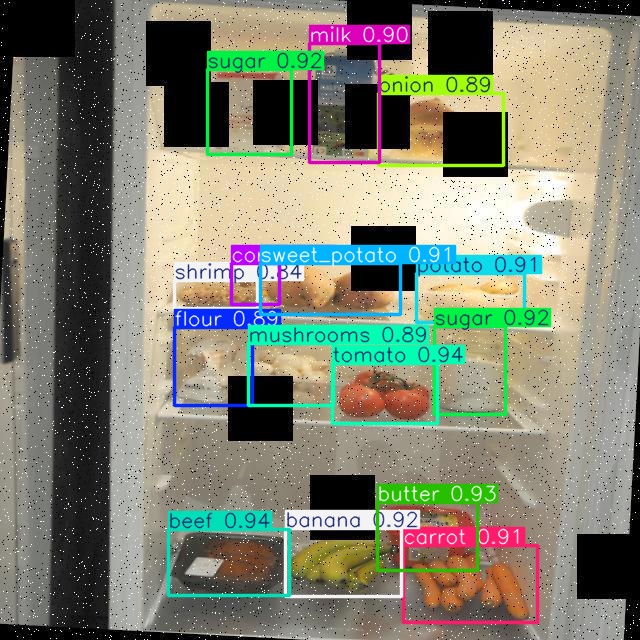 milk 0.90
sugar 0.92
onion 0.89
sweet_potato 0.91
potato 0.91
shrimp 0.84
flour 0.89
sugar 0.92
mushrooms 0.89
tomato 0.94
butter 0.93
beef 0.94
banana 0.92
carrot 0.91